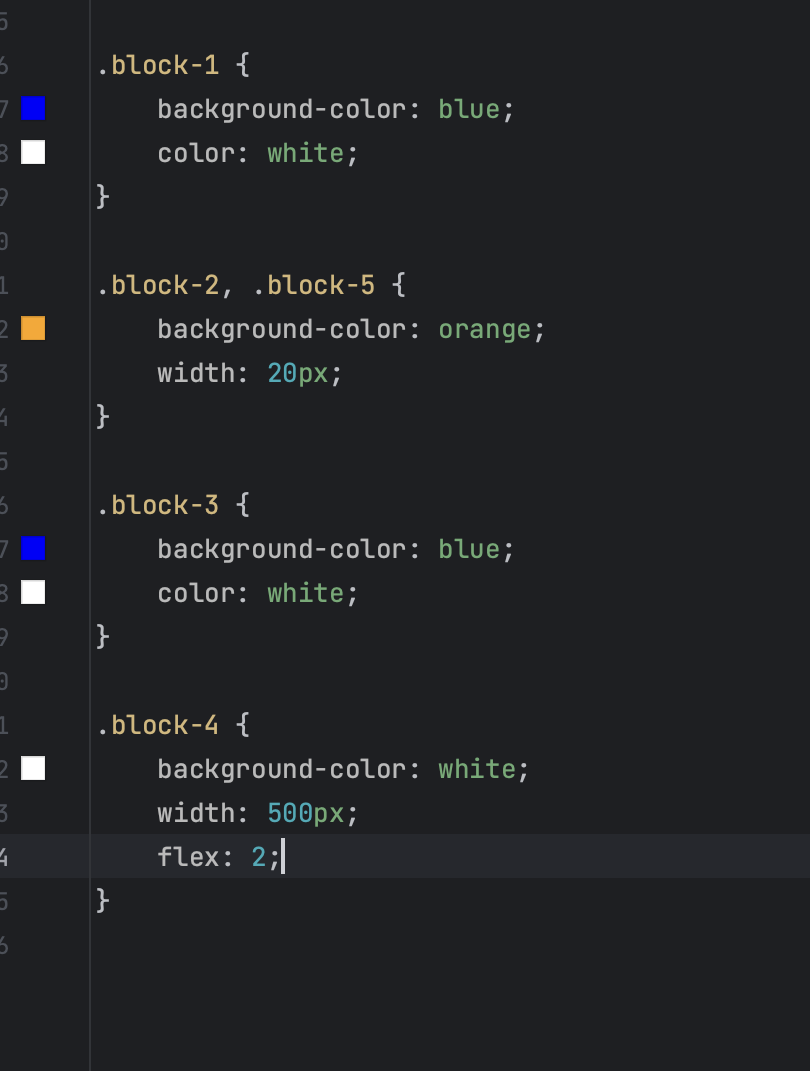 5
6 .block-1 {
7 background-color: blue;
8 color: white;
9 }
0
1 .block-2, .block-5 {
2 background-color: orange;
3 width: 20px;
4 }
5
6 .block-3 {
7 background-color: blue;
8 color: white;
9 }
0
1 .block-4 {
2 background-color: white;
3 width: 500px;
4 flex: 2;
5 }
6